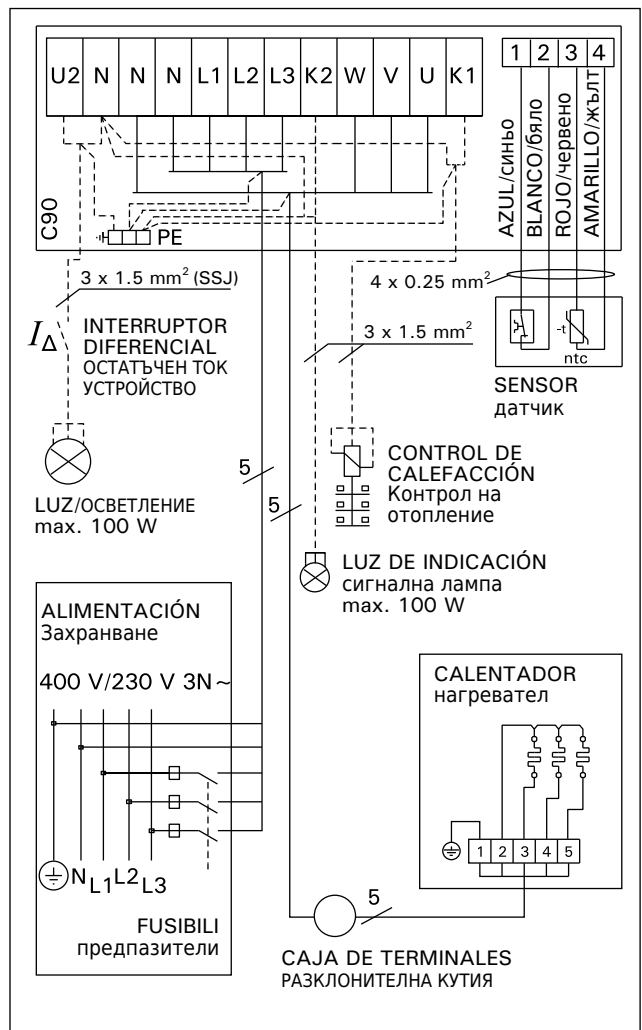 U2 N N N L1 L2 L3 K2 W V U K1
1 2 3 4
AZUL/синьо
BLANCO/бяло
ROJO/червено
AMARILLO/жълт
C90
PE
3 x 1.5 mm² (SSJ)
4 x 0.25 mm²
IΔ
INTERRUPTOR
DIFERENCIAL
ОСТАТЪЧЕН ТОК
УСТРОЙСТВО
3 x 1.5 mm²
-t
ntc
SENSOR
датчик
LUZ/ОСВЕТЛЕНИЕ
max. 100 W
5
5
CONTROL DE
CALEFACCIÓN
Контрол на
отопление
LUZ DE INDICACIÓN
сигнална лампа
max. 100 W
ALIMENTACIÓN
Захранване
400 V/230 V 3N ~
N L1 L2 L3
FUSIBILI
предпазители
CALENTADOR
нагревател
1 2 3 4 5
5
CAJA DE TERMINALES
РАЗКЛОНИТЕЛНА КУТИЯ